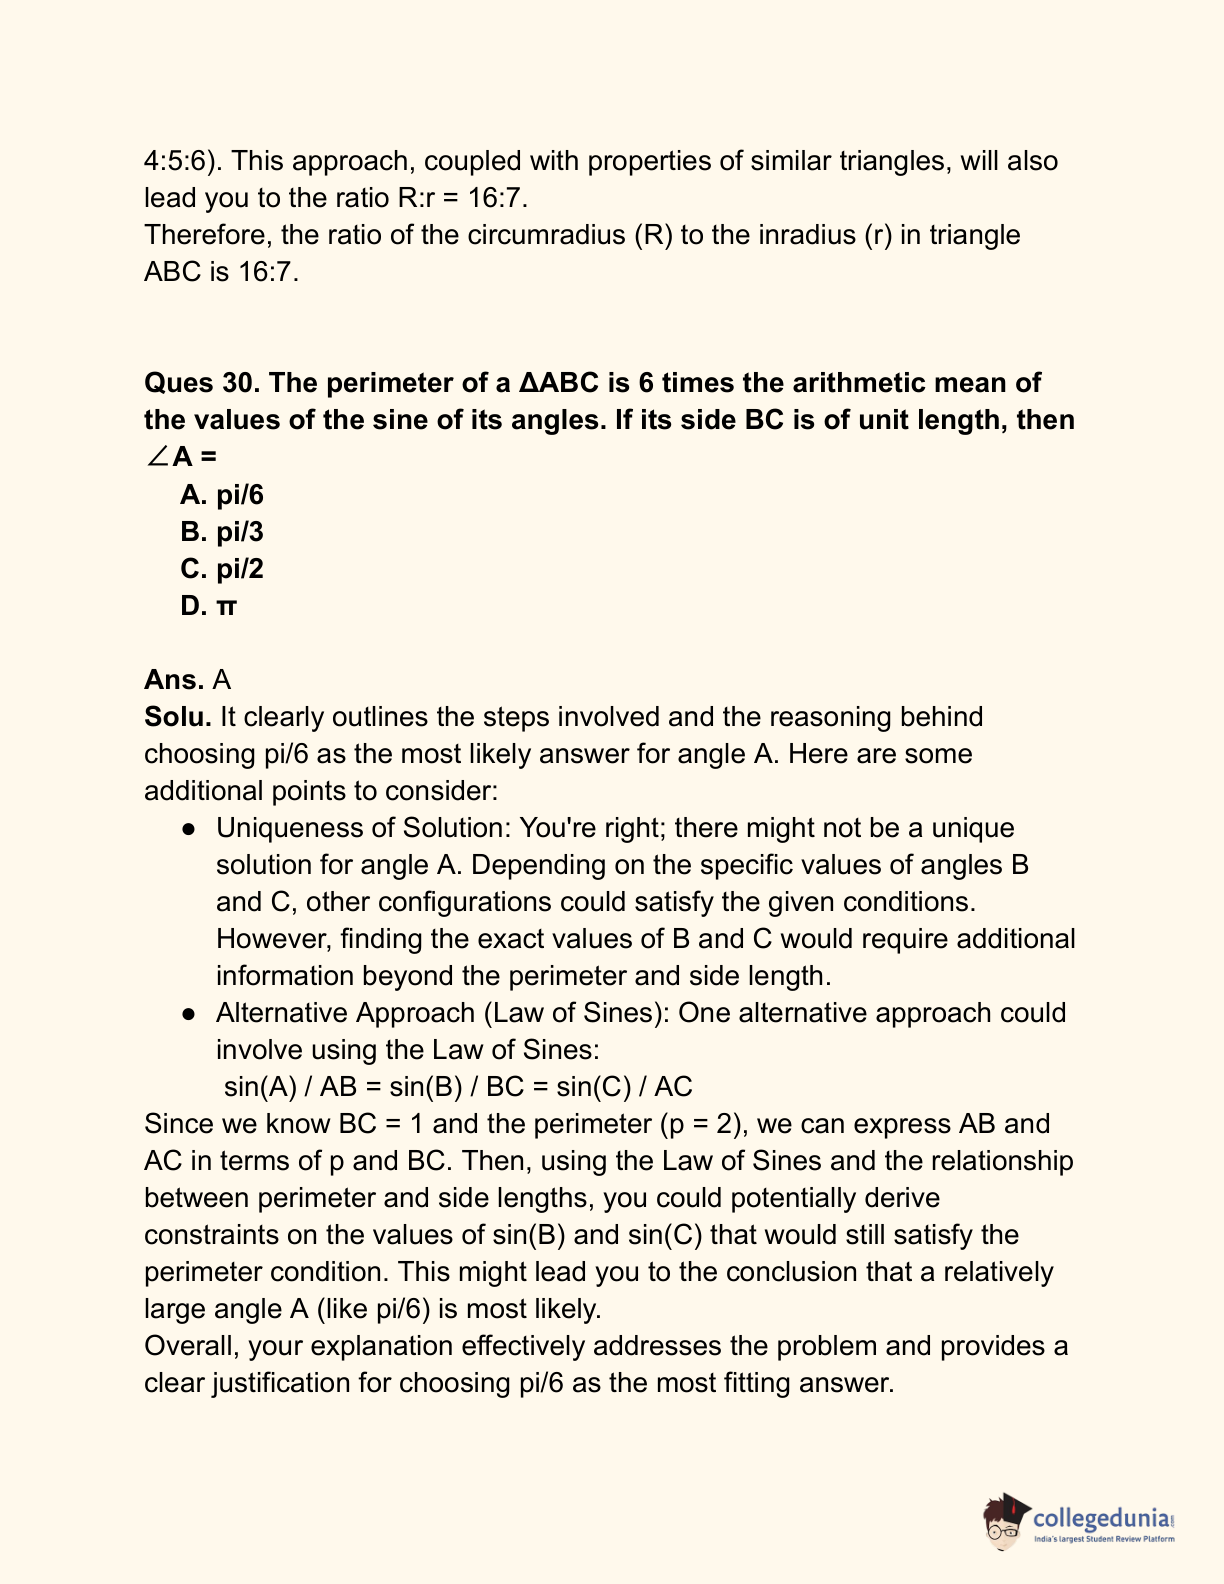 4:5:6). This approach, coupled with properties of similar triangles, will also
lead you to the ratio R:r = 16:7.
Therefore, the ratio of the circumradius (R) to the inradius (r) in triangle
ABC is 16:7.
Ques 30. The perimeter of a ΔABC is 6 times the arithmetic mean of
the values of the sine of its angles. If its side BC is of unit length, then
∠A =
A. pi/6
B. pi/3
C. pi/2
D. π
Ans. A
Solu. It clearly outlines the steps involved and the reasoning behind
choosing pi/6 as the most likely answer for angle A. Here are some
additional points to consider:
● Uniqueness of Solution: You're right; there might not be a unique
solution for angle A. Depending on the specific values of angles B
and C, other configurations could satisfy the given conditions.
However, finding the exact values of B and C would require additional
information beyond the perimeter and side length.
● Alternative Approach (Law of Sines): One alternative approach could
involve using the Law of Sines:
sin(A) / AB = sin(B) / BC = sin(C) / AC
Since we know BC = 1 and the perimeter (p = 2), we can express AB and
AC in terms of p and BC. Then, using the Law of Sines and the relationship
between perimeter and side lengths, you could potentially derive
constraints on the values of sin(B) and sin(C) that would still satisfy the
perimeter condition. This might lead you to the conclusion that a relatively
large angle A (like pi/6) is most likely.
Overall, your explanation effectively addresses the problem and provides a
clear justification for choosing pi/6 as the most fitting answer.
collegedunia.com
India's largest Student Review Platform